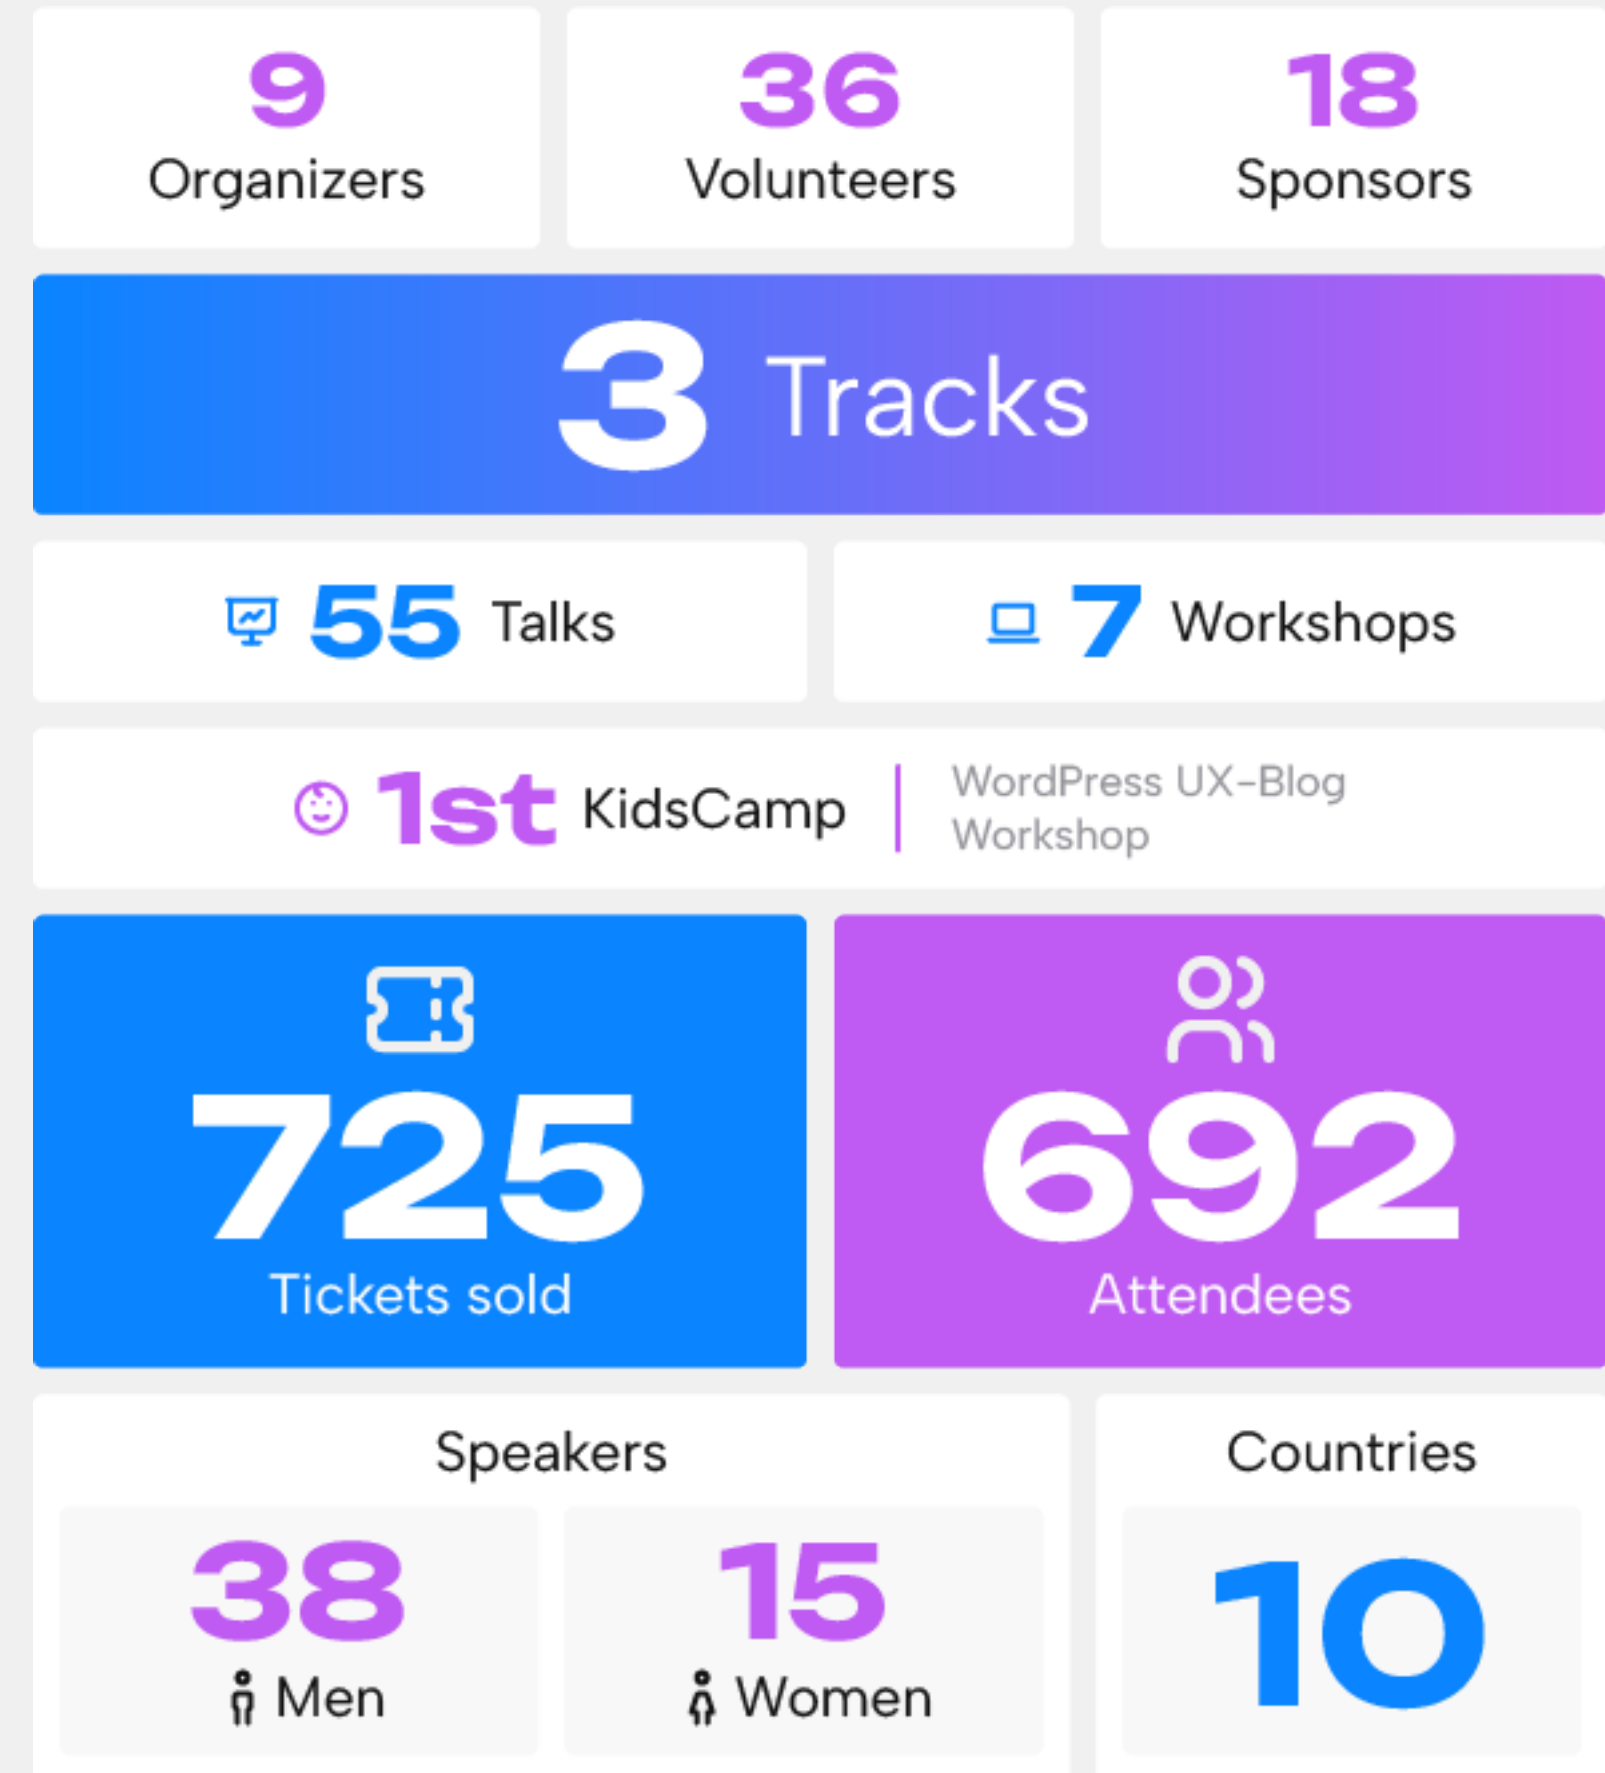 9
Organizers
36
Volunteers
18
Sponsors
3 Tracks
55 Talks
7 Workshops
1st KidsCamp
WordPress UX-Blog
Workshop
725
Tickets sold
692
Attendees
Speakers
38
Men
15
Women
Countries
10